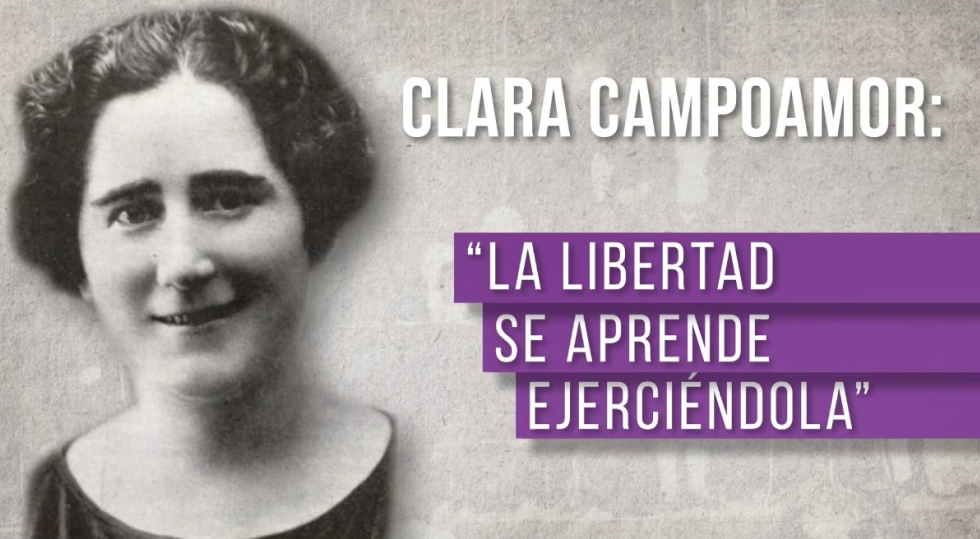 CLARA CAMPOAMOR:
“LA LIBERTAD
SE APRENDE
EJERCIÉNDOLA”